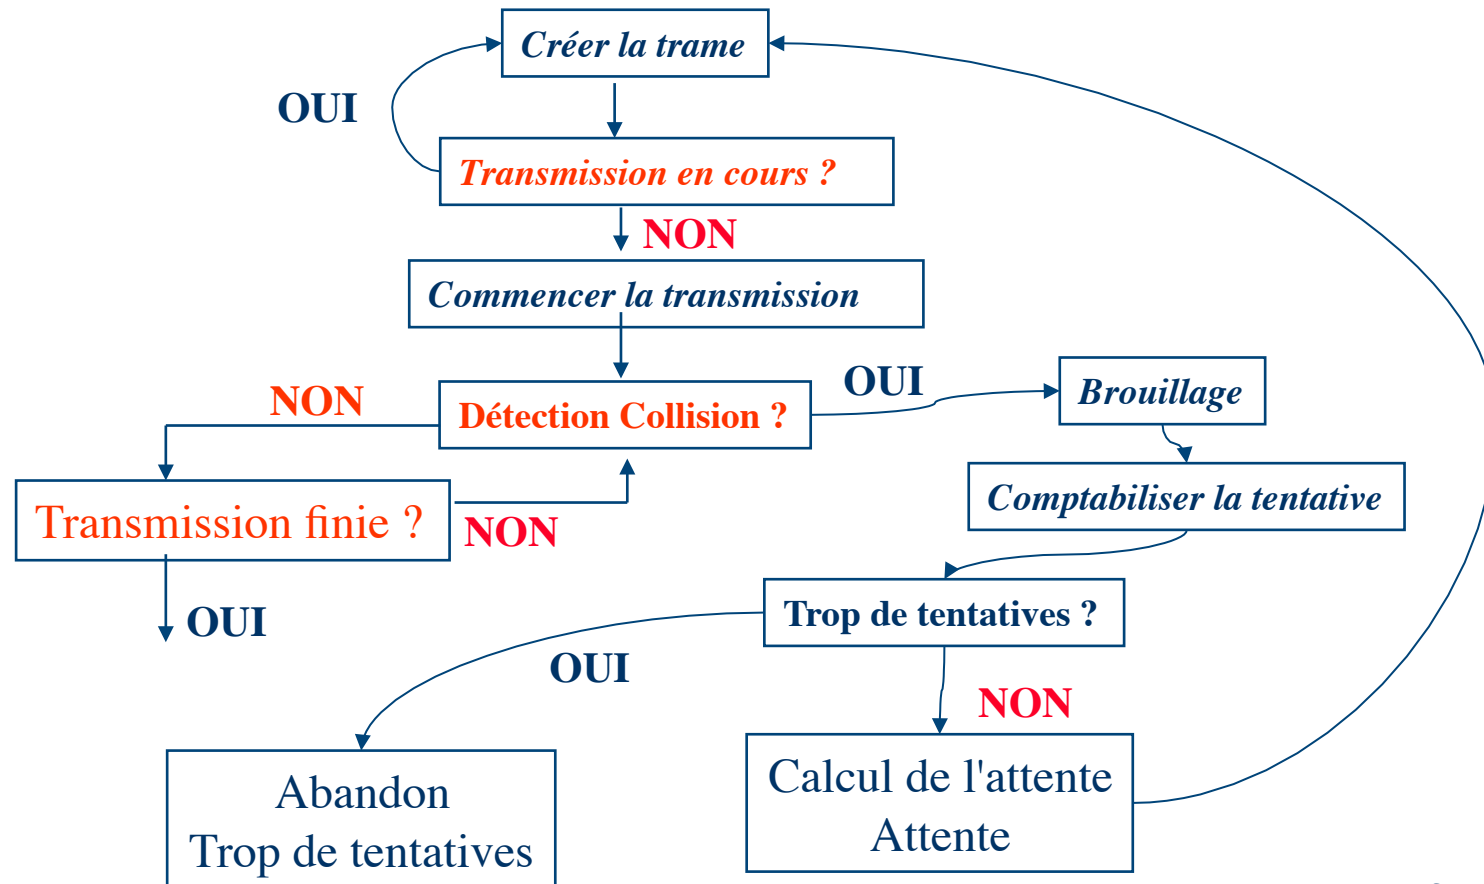 Créer la trame
OUI
Transmission en cours ?
NON
Commencer la transmission
OUI
Brouillage
NON
Détection Collision ?
Comptabiliser la tentative
Transmission finie ?
NON
Trop de tentatives ?
OUI
OUI
NON
Calcul de l'attente
Attente
Abandon
Trop de tentatives